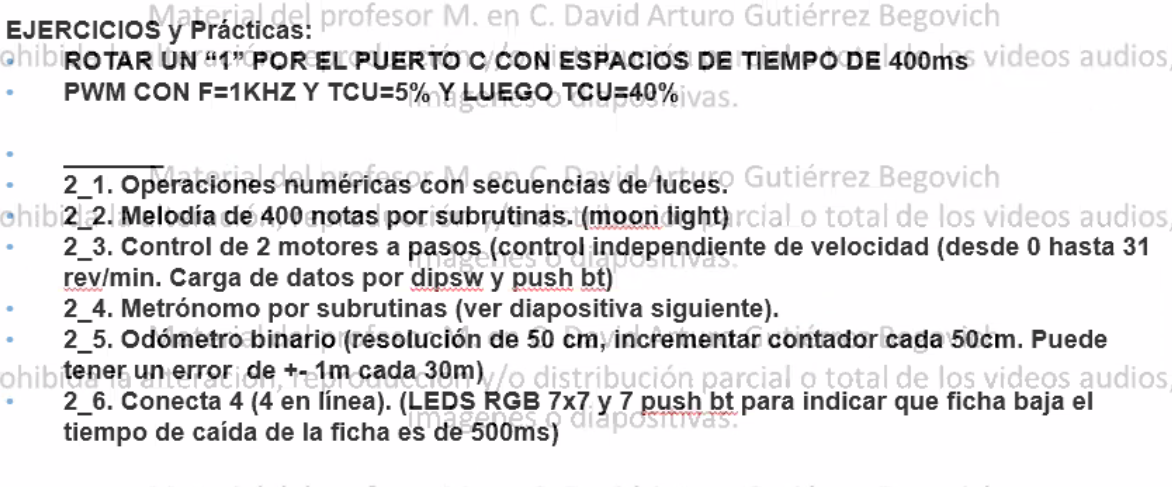 Material del profesor M. en C. David Arturo Gutiérrez Begovich
EJERCICIOS y Prácticas:
ohibida la alteración, reproducción y/o distribución parcial o total de los videos audios,
• ROTAR UN “1” POR EL PUERTO C CON ESPACIOS DE TIEMPO DE 400ms
• PWM CON F=1KHZ Y TCU=5% Y LUEGO TCU=40%
imágenes o diapositivas.
• ________
Material del profesor M. en C. David Arturo Gutiérrez Begovich
• 2_1. Operaciones numéricas con secuencias de luces.
• 2_2. Melodía de 400 notas por subrutinas. (moon light)
ohibida la alteración, reproducción y/o distribución parcial o total de los videos audios,
• 2_3. Control de 2 motores a pasos (control independiente de velocidad (desde 0 hasta 31
imágenes o diapositivas.
rev/min. Carga de datos por dipsw y push bt)
• 2_4. Metrónomo por subrutinas (ver diapositiva siguiente).
Material del profesor M. en C. David Arturo Gutiérrez Begovich
• 2_5. Odómetro binario (resolución de 50 cm, incrementar contador cada 50cm. Puede
tener un error de +- 1m cada 30m)
ohibida la alteración, reproducción y/o distribución parcial o total de los videos audios,
• 2_6. Conecta 4 (4 en línea). (LEDS RGB 7x7 y 7 push bt para indicar que ficha baja el
imágenes o diapositivas.
tiempo de caída de la ficha es de 500ms)